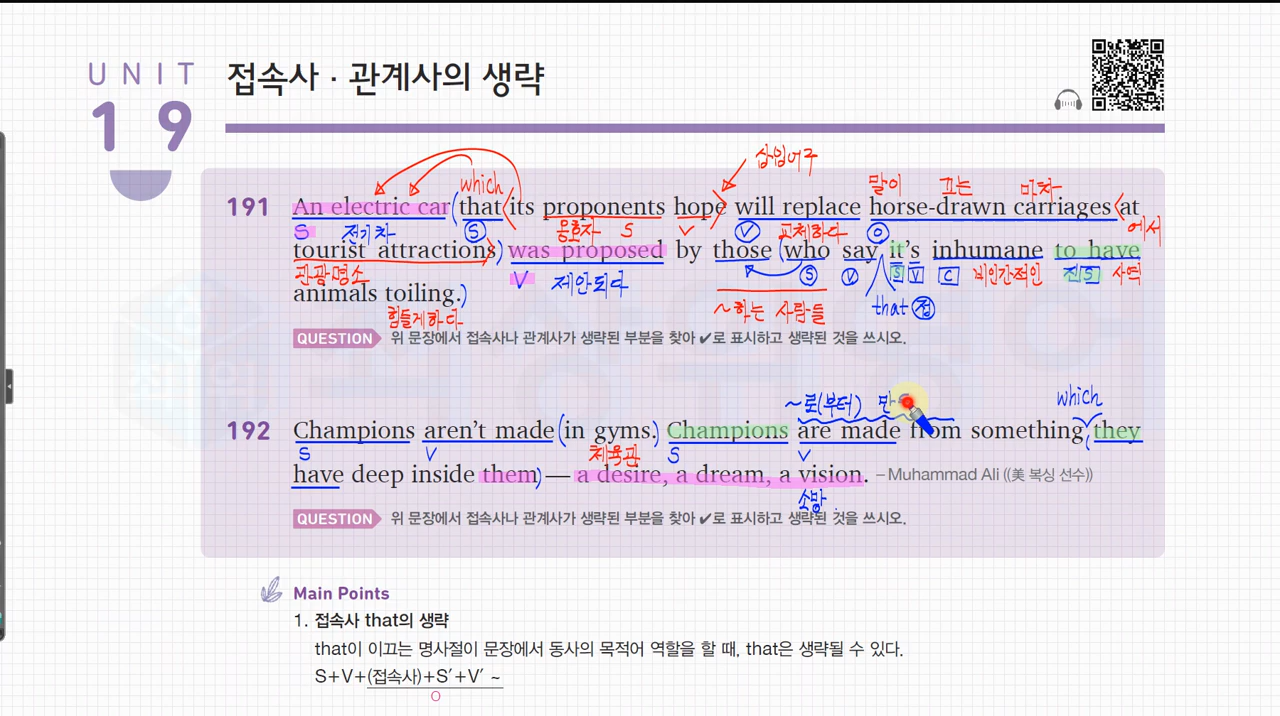 UNIT
19
접속사 · 관계사의 생략
삽입어구
which 말이 끄는 마차
191 An electric car (that its proponents hope will replace horse-drawn carriages at
S 전기차 S 옹호자 S V V 교체하다 O 에서
tourist attractions) was proposed by those (who say it's inhumane to have
관광명소 V 제안되다 S V S V C 비인간적인 진S 사역
animals toiling.)
힘들게하다 ~하는 사람들 that 접
QUESTION 위 문장에서 접속사나 관계사가 생략된 부분을 찾아 ✔로 표시하고 생략된 것을 쓰시오.
~로(부터) which
192 Champions aren't made (in gyms.) Champions are made from something (they
S V 체육관 S V
have deep inside them) — a desire, a dream, a vision. – Muhammad Ali ((美 복싱 선수))
소망
QUESTION 위 문장에서 접속사나 관계사가 생략된 부분을 찾아 ✔로 표시하고 생략된 것을 쓰시오.
Main Points
1. 접속사 that의 생략
that이 이끄는 명사절이 문장에서 동사의 목적어 역할을 할 때, that은 생략될 수 있다.
S+V+(접속사)+S′+V′ ~
O